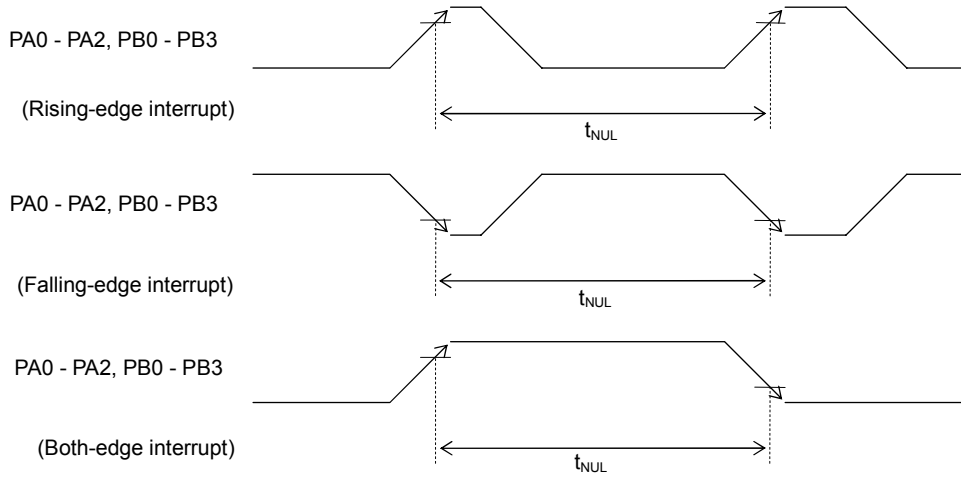 PA0 - PA2, PB0 - PB3
(Rising-edge interrupt)
tNUL
PA0 - PA2, PB0 - PB3
(Falling-edge interrupt)
tNUL
PA0 - PA2, PB0 - PB3
(Both-edge interrupt)
tNUL